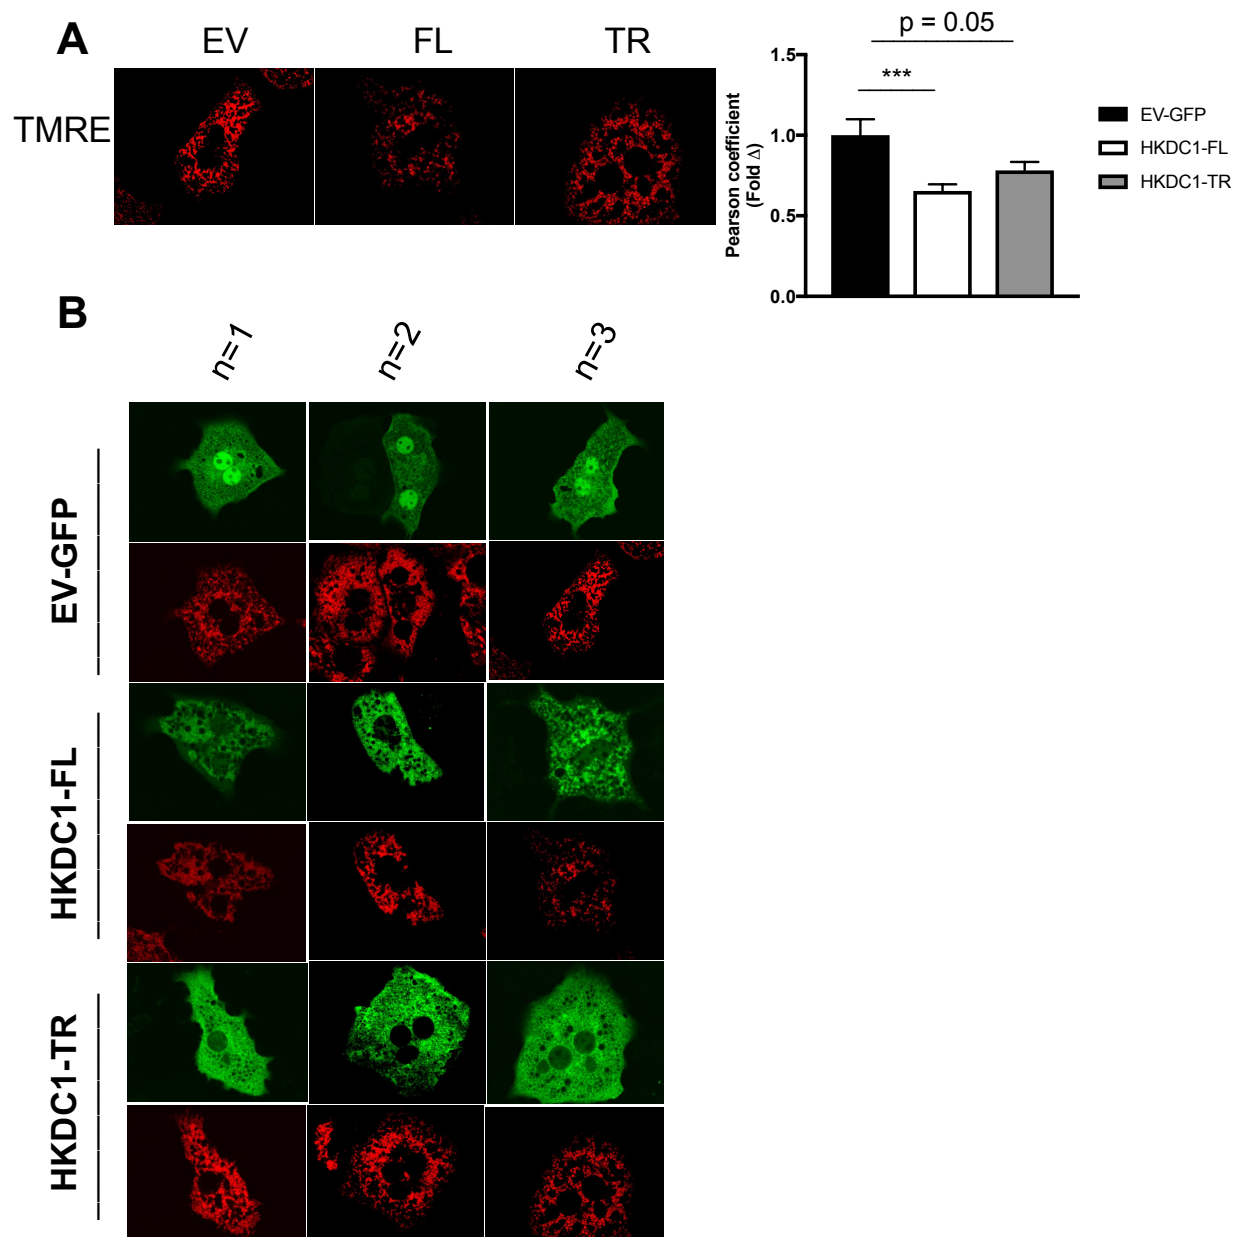 A
EV
FL
TR
TMRE
p = 0.05
***
1.5
1.0
0.5
0.0
Pearson coefficient
(Fold Δ)
EV-GFP
HKDC1-FL
HKDC1-TR
B
n=1
n=2
n=3
EV-GFP
HKDC1-FL
HKDC1-TR